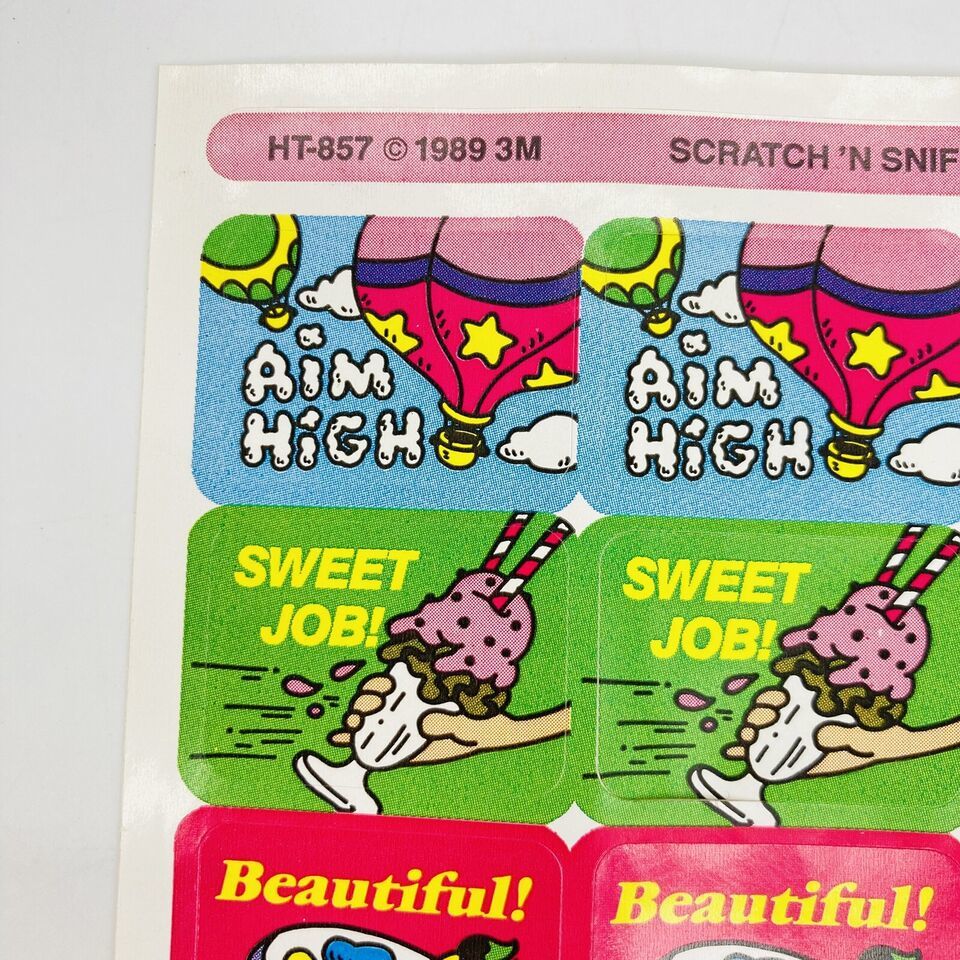 HT-857 © 1989 3M SCRATCH 'N SNIF
AiM AiM
HiGH HiGH
SWEET SWEET
JOB! JOB!
Beautiful! Beautiful!